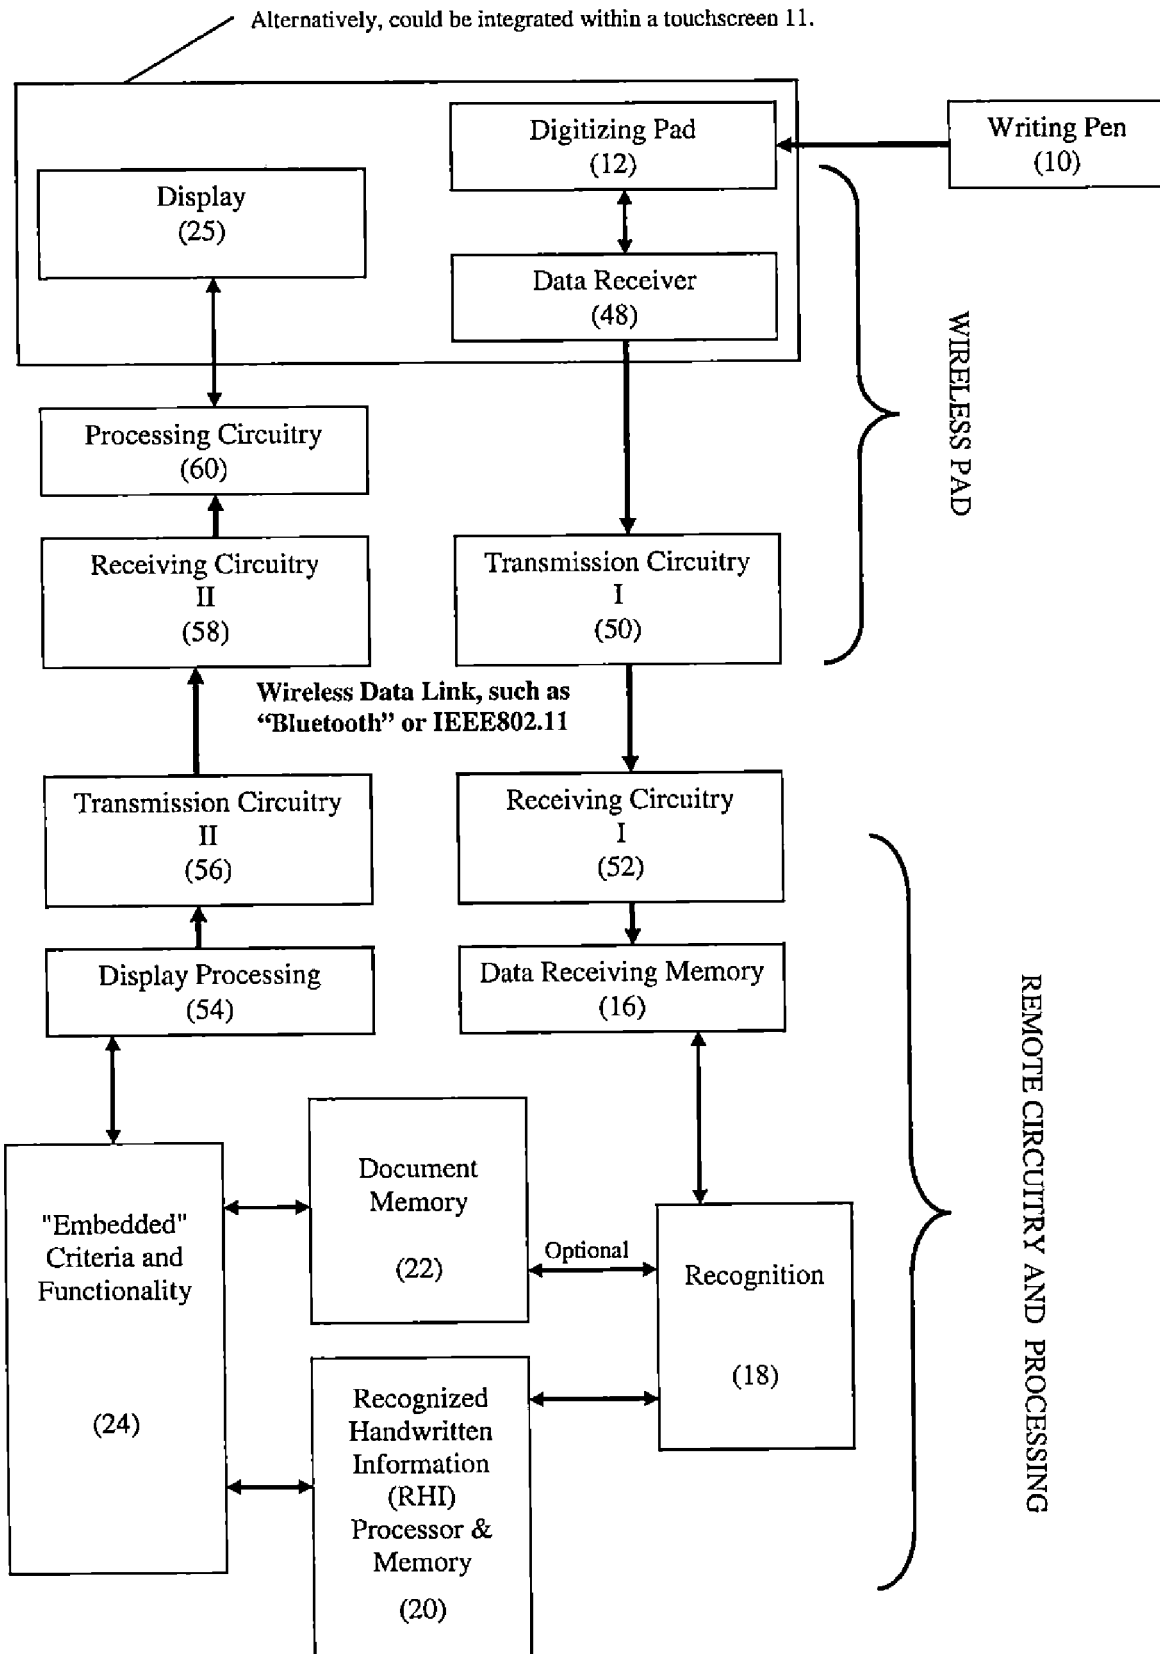 Alternatively, could be integrated within a touchscreen 11.
Digitizing Pad
(12)
Writing Pen
(10)
Display
(25)
Data Receiver
(48)
WIRELESS PAD
Processing Circuitry
(60)
Receiving Circuitry
II
(58)
Transmission Circuitry
I
(50)
Wireless Data Link, such as
“Bluetooth” or IEEE802.11
Transmission Circuitry
II
(56)
Receiving Circuitry
I
(52)
Display Processing
(54)
Data Receiving Memory
(16)
REMOTE CIRCUITRY AND PROCESSING
"Embedded"
Criteria and
Functionality
(24)
Document
Memory
(22)
Optional
Recognition
(18)
Recognized
Handwritten
Information
(RHI)
Processor &
Memory
(20)